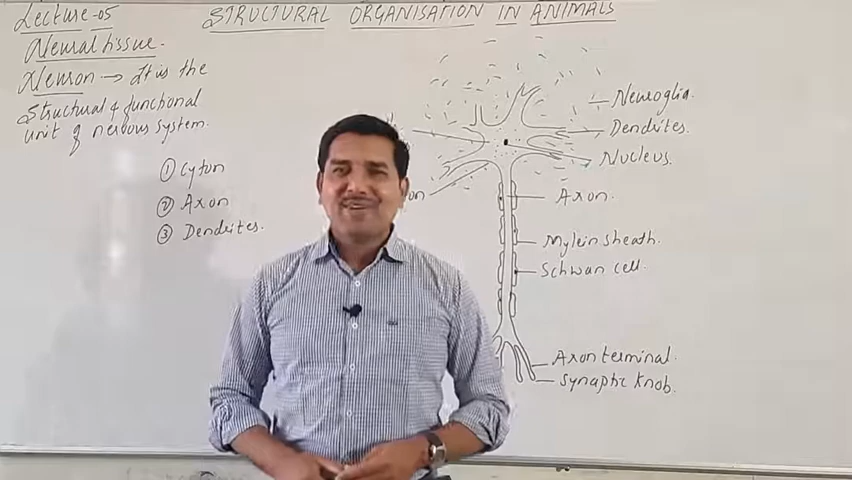 Lecture-05
STRUCTURAL ORGANISATION IN ANIMALS
Neural tissue.
Neuron → It is the
Structural & functional
unit of nervous system.
① Cyton
② Axon
③ Dendrites.
Neuroglia.
Dendrites.
Nucleus.
Axon.
Mylein sheath.
Schwan cell.
Axon terminal.
Synaptic Knob.